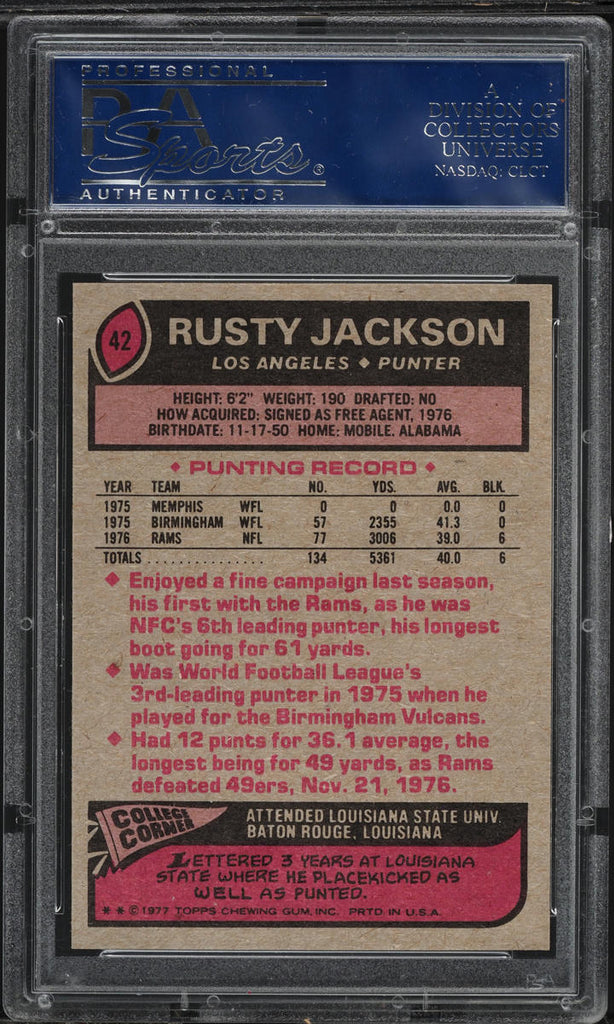 PROFESSIONAL
PSA
Sports®
AUTHENTICATOR
A
DIVISION OF
COLLECTORS
UNIVERSE
NASDAQ: CLCT
42
RUSTY JACKSON
LOS ANGELES ♦ PUNTER
HEIGHT: 6'2" WEIGHT: 190 DRAFTED: NO
HOW ACQUIRED: SIGNED AS FREE AGENT, 1976
BIRTHDATE: 11-17-50 HOME: MOBILE, ALABAMA
♦ PUNTING RECORD ♦
YEAR TEAM NO. YDS. AVG. BLK.
1975 MEMPHIS WFL 0 0 0.0 0
1975 BIRMINGHAM WFL 57 2355 41.3 0
1976 RAMS NFL 77 3006 39.0 6
TOTALS . . . . . . . . . . . . . . . 134 5361 40.0 6
♦ Enjoyed a fine campaign last season,
his first with the Rams, as he was
NFC's 6th leading punter, his longest
boot going for 61 yards.
♦ Was World Football League's
3rd-leading punter in 1975 when he
played for the Birmingham Vulcans.
♦ Had 12 punts for 36.1 average, the
longest being for 49 yards, as Rams
defeated 49ers, Nov. 21, 1976.
COLLEGE
CORNER
ATTENDED LOUISIANA STATE UNIV.
BATON ROUGE, LOUISIANA
LETTERED 3 YEARS AT LOUISIANA
STATE WHERE HE PLACEKICKED AS
WELL AS PUNTED.
* * © 1977 TOPPS CHEWING GUM, INC. PRTD IN U.S.A.
PSA